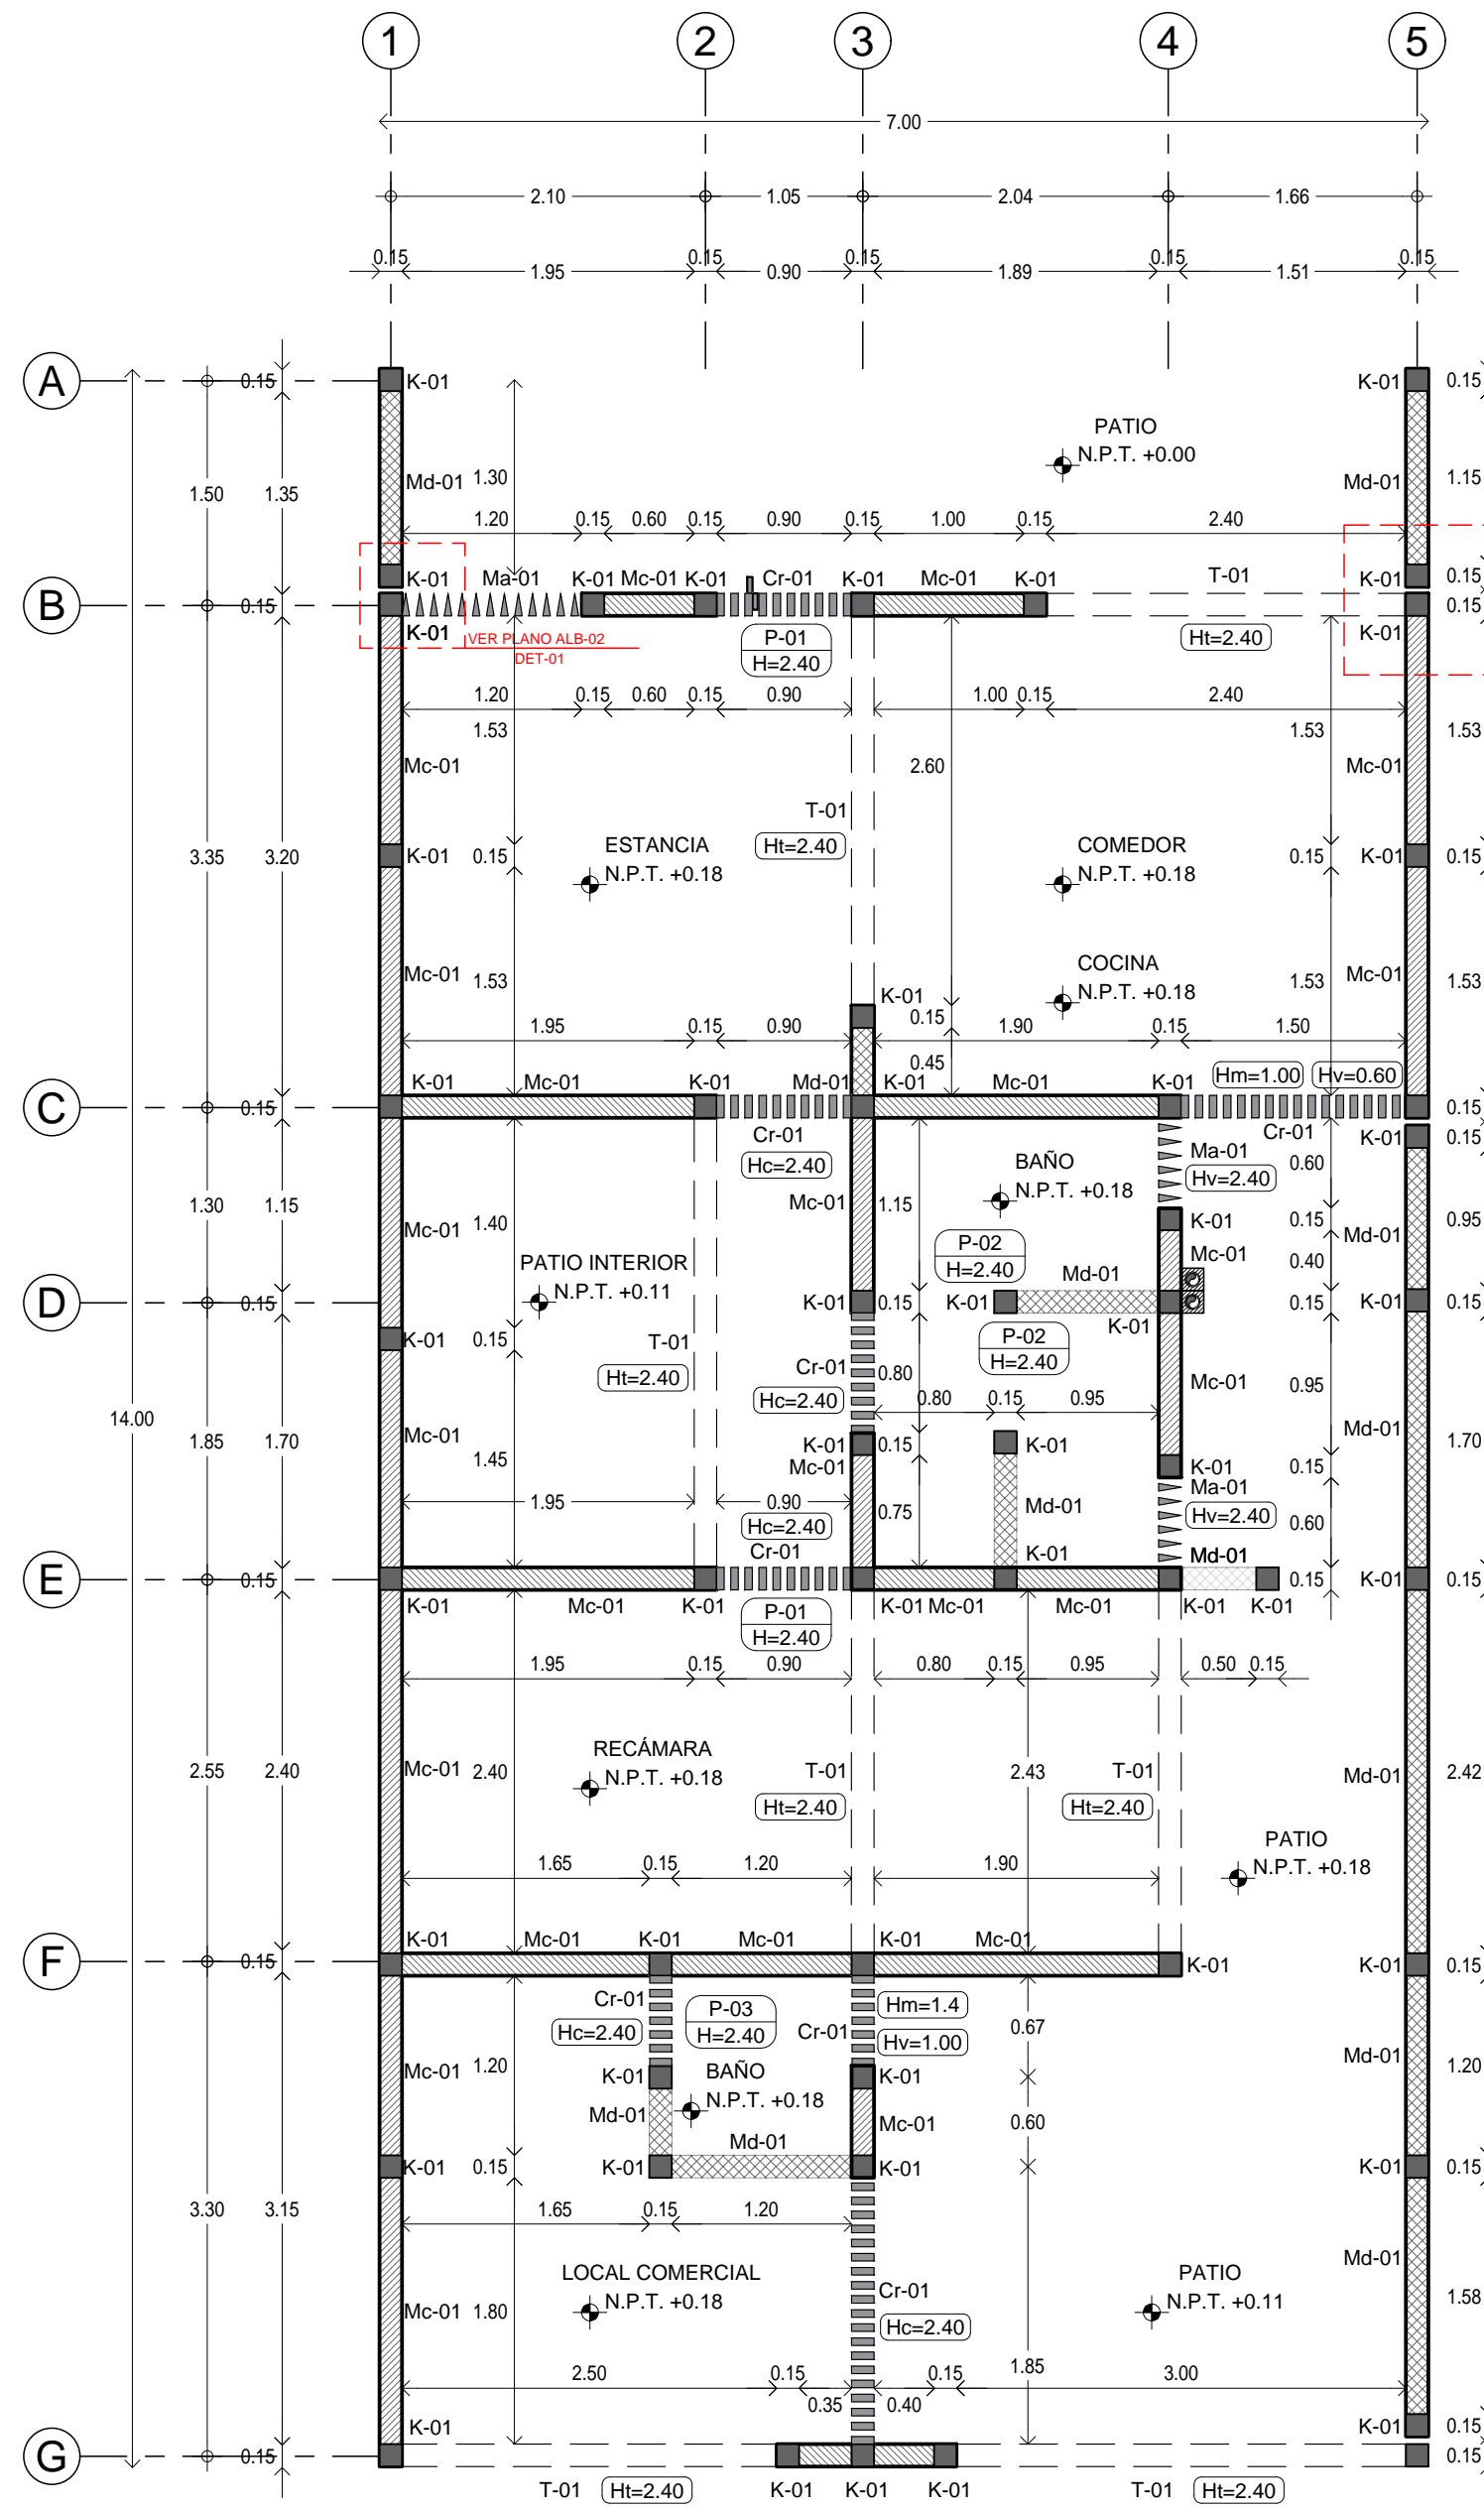 1 2 3 4 5
7.00
2.10 1.05 2.04 1.66
0.15 0.15 0.15 0.15 0.15
1.95 0.90 1.89 1.51
A 0.15 K-01 K-01 0.15
PATIO
N.P.T. +0.00
1.50 1.35 Md-01 1.30 Md-01 1.15
1.20 0.15 0.60 0.15 0.90 0.15 1.00 0.15 2.40
K-01 Ma-01 K-01 Mc-01 K-01 Cr-01 K-01 Mc-01 K-01 T-01 K-01 0.15
B 0.15 0.15
K-01 VER PLANO ALB-02 P-01 Ht=2.40 K-01
DET-01 H=2.40
1.20 0.15 0.60 0.15 0.90 1.00 0.15 2.40
1.53 1.53 1.53
Mc-01 2.60 Mc-01
T-01
3.35 3.20 K-01 0.15 ESTANCIA Ht=2.40 COMEDOR 0.15 K-01 0.15
N.P.T. +0.18 N.P.T. +0.18
COCINA
Mc-01 1.53 N.P.T. +0.18 1.53 Mc-01 1.53
K-01
0.15
1.95 0.15 0.90 1.90 0.15 1.50
0.45
K-01 Mc-01 K-01 Md-01 K-01 Mc-01 K-01 Hm=1.00 Hv=0.60
C 0.15 0.15
Cr-01 Cr-01 K-01 0.15
Hc=2.40 BAÑO Ma-01 0.60
N.P.T. +0.18 Hv=2.40
1.30 1.15 Mc-01 1.40 Mc-01 1.15 K-01 0.15 Md-01 0.95
P-02 Mc-01 0.40
H=2.40
PATIO INTERIOR Md-01
N.P.T. +0.11
D 0.15 K-01 0.15 K-01 0.15 K-01 0.15
K-01
K-01 0.15 T-01 P-02
Ht=2.40 H=2.40
Cr-01 0.80 Mc-01 0.95
Hc=2.40 0.80 0.15 0.95
14.00
1.85 1.70 Mc-01 K-01 0.15 K-01 Md-01 1.70
1.45 Mc-01 K-01 0.15
Ma-01
1.95 0.90 0.75 Md-01 Hv=2.40 0.60
Hc=2.40
Cr-01 K-01 Md-01
E 0.15 0.15 K-01 0.15
K-01 Mc-01 K-01 P-01 K-01 Mc-01 Mc-01 K-01 K-01
H=2.40
1.95 0.15 0.90 0.80 0.15 0.95 0.50 0.15
RECÁMARA
N.P.T. +0.18
2.55 2.40 Mc-01 2.40 T-01 2.43 T-01 Md-01 2.42
Ht=2.40 Ht=2.40
PATIO
N.P.T. +0.18
1.65 0.15 1.20 1.90
K-01 Mc-01 K-01 Mc-01 K-01 Mc-01
F 0.15 K-01 K-01 0.15
Cr-01 P-03 Hm=1.4
Hc=2.40 H=2.40 Cr-01 Hv=1.00 0.67
Mc-01 1.20 K-01 BAÑO K-01 Md-01 1.20
N.P.T. +0.18
Md-01 Mc-01 0.60
Md-01
K-01 0.15 K-01 K-01 K-01 0.15
3.30 3.15 1.65 0.15 1.20
Md-01
LOCAL COMERCIAL PATIO
N.P.T. +0.18 Cr-01 N.P.T. +0.11 1.58
Mc-01 1.80 Hc=2.40
2.50 0.15 0.15 1.85 3.00
0.35 0.40
K-01 K-01 0.15
G 0.15 0.15
T-01 Ht=2.40 K-01 K-01 K-01 T-01 Ht=2.40